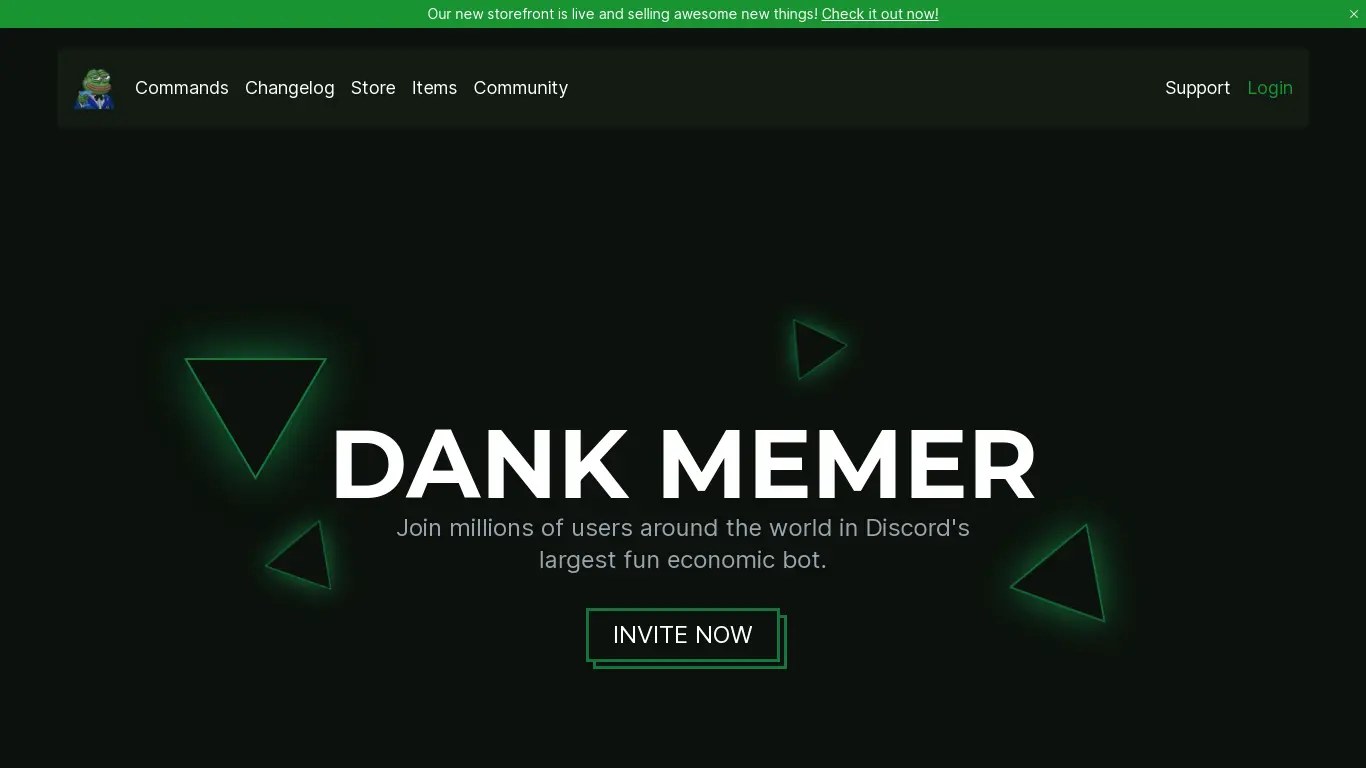 Our new storefront is live and selling awesome new things! Check it out now!
Commands Changelog Store Items Community Support Login
DANK MEMER
Join millions of users around the world in Discord's
largest fun economic bot.
INVITE NOW